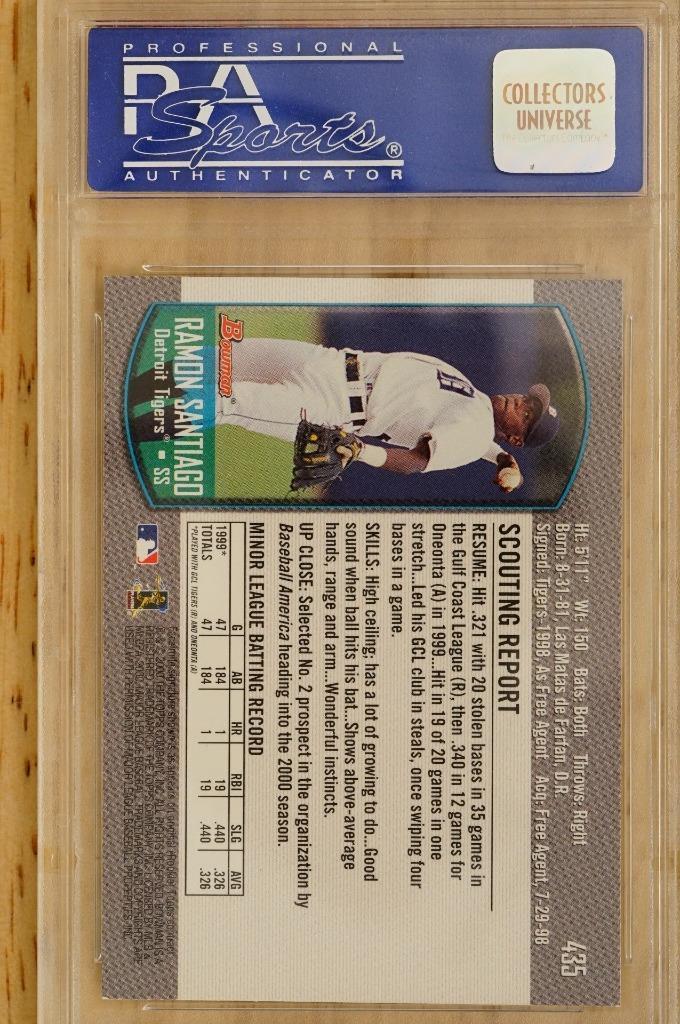 PROFESSIONAL
PSA
Sports®
AUTHENTICATOR
COLLECTORS
UNIVERSE
Bowman®
RAMON SANTIAGO
Detroit Tigers® • SS
435
Ht: 5'11" Wt: 150 Bats: Both Throws: Right
Born: 8-31-81, Las Matas de Farfan, D.R.
Signed: Tigers-1998, As Free Agent Acq: Free Agent, 7-29-98
SCOUTING REPORT
RESUME: Hit .321 with 20 stolen bases in 35 games in
the Gulf Coast League (R), then .340 in 12 games for
Oneonta (A) in 1999...Hit in 19 of 20 games in one
stretch...Led his GCL club in steals, once swiping four
bases in a game.
SKILLS: High ceiling; has a lot of growing to do...Good
sound when ball hits his bat...Shows above-average
hands, range and arm...Wonderful instincts.
UP CLOSE: Selected No. 2 prospect in the organization by
Baseball America heading into the 2000 season.
MINOR LEAGUE BATTING RECORD
G AB HR RBI SLG AVG
1999* 47 184 1 19 .440 .326
TOTALS 47 184 1 19 .440 .326
*PLAYED WITH GCL TIGERS (R) AND ONEONTA (A)